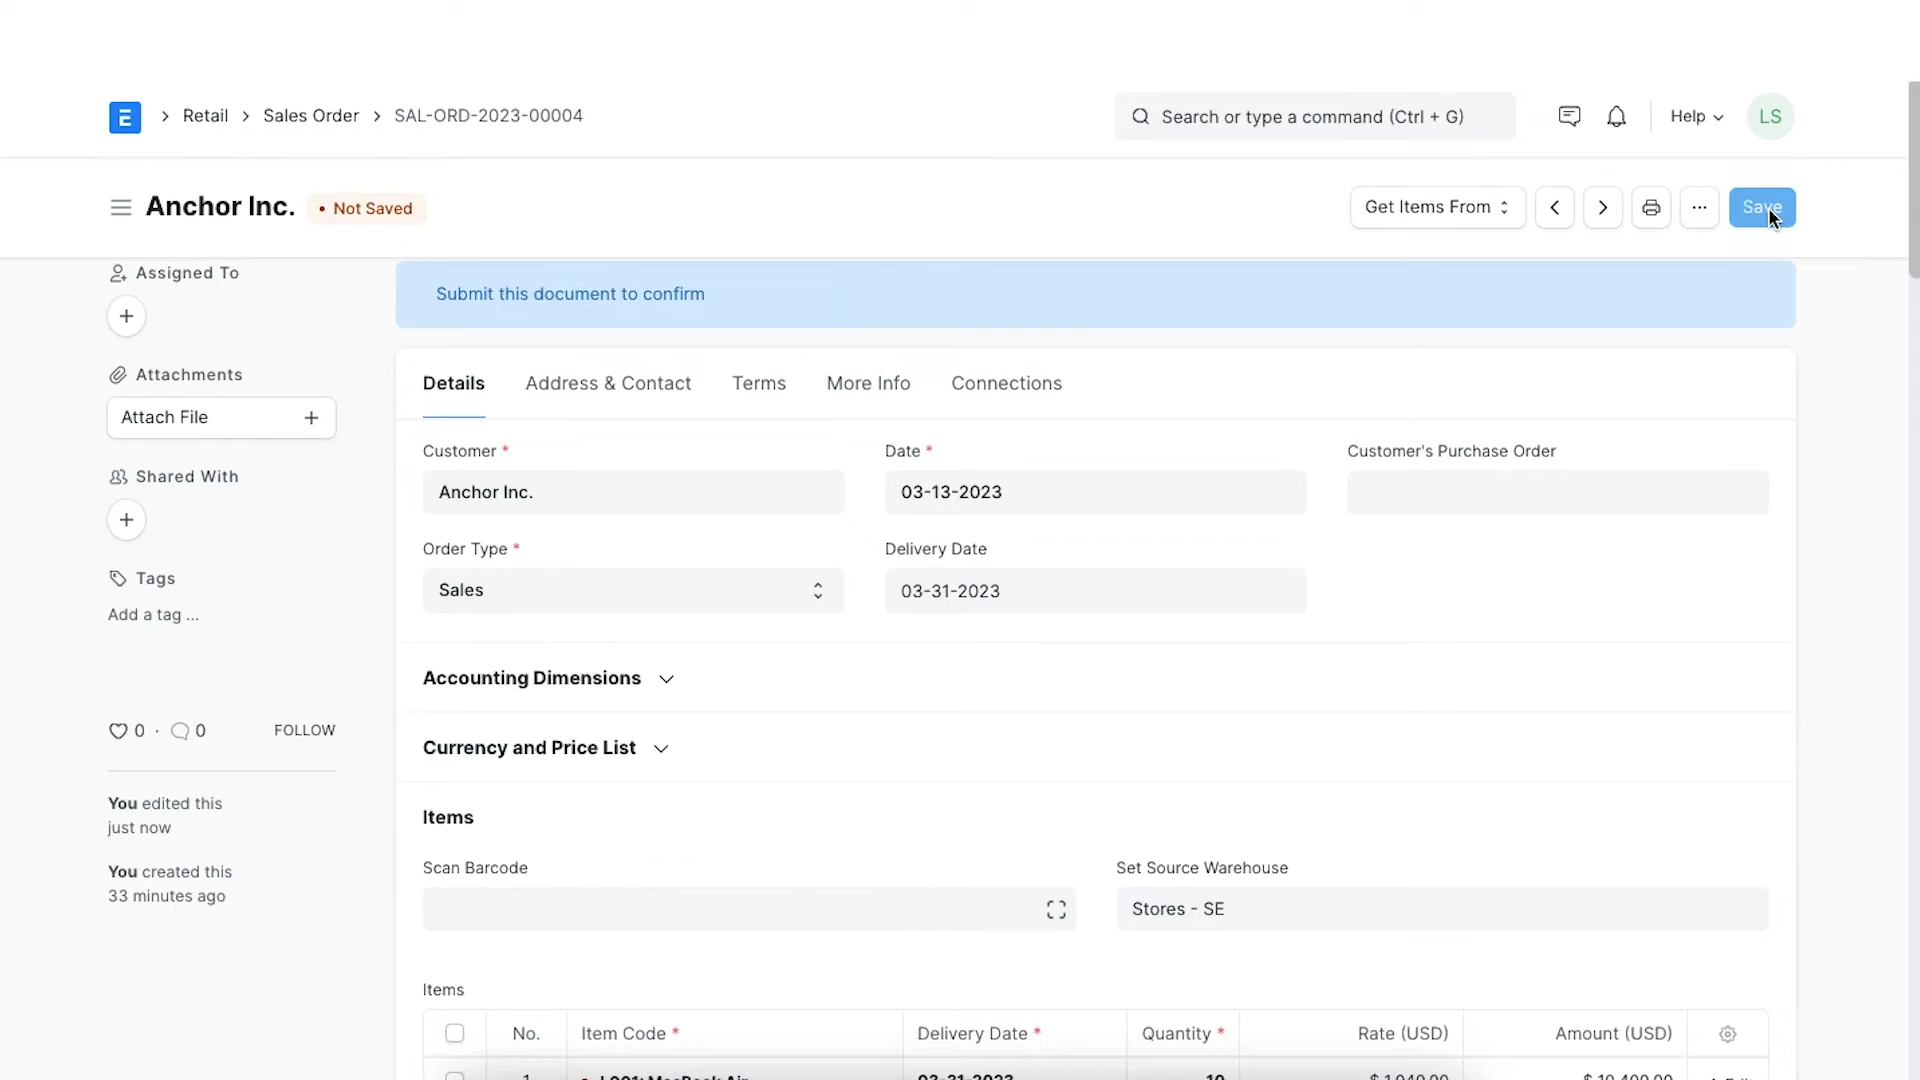 E
Retail
Sales Order
SAL-ORD-2023-00004
Search or type a command (Ctrl + G)
Help
LS
Anchor Inc.
• Not Saved
Get Items From
Save
Assigned To
Attachments
Attach File
Shared With
Tags
Add a tag ...
0 · 0
FOLLOW
You edited this
just now
You created this
33 minutes ago
Submit this document to confirm
Details
Address & Contact
Terms
More Info
Connections
Customer *
Anchor Inc.
Date *
03-13-2023
Customer's Purchase Order
Order Type *
Sales
Delivery Date
03-31-2023
Accounting Dimensions
Currency and Price List
Items
Scan Barcode
Set Source Warehouse
Stores - SE
Items
No.
Item Code *
Delivery Date *
Quantity *
Rate (USD)
Amount (USD)
1
L001: MacBook Air
03-31-2023
10
$ 1,040.00
$ 10,400.00
Edit